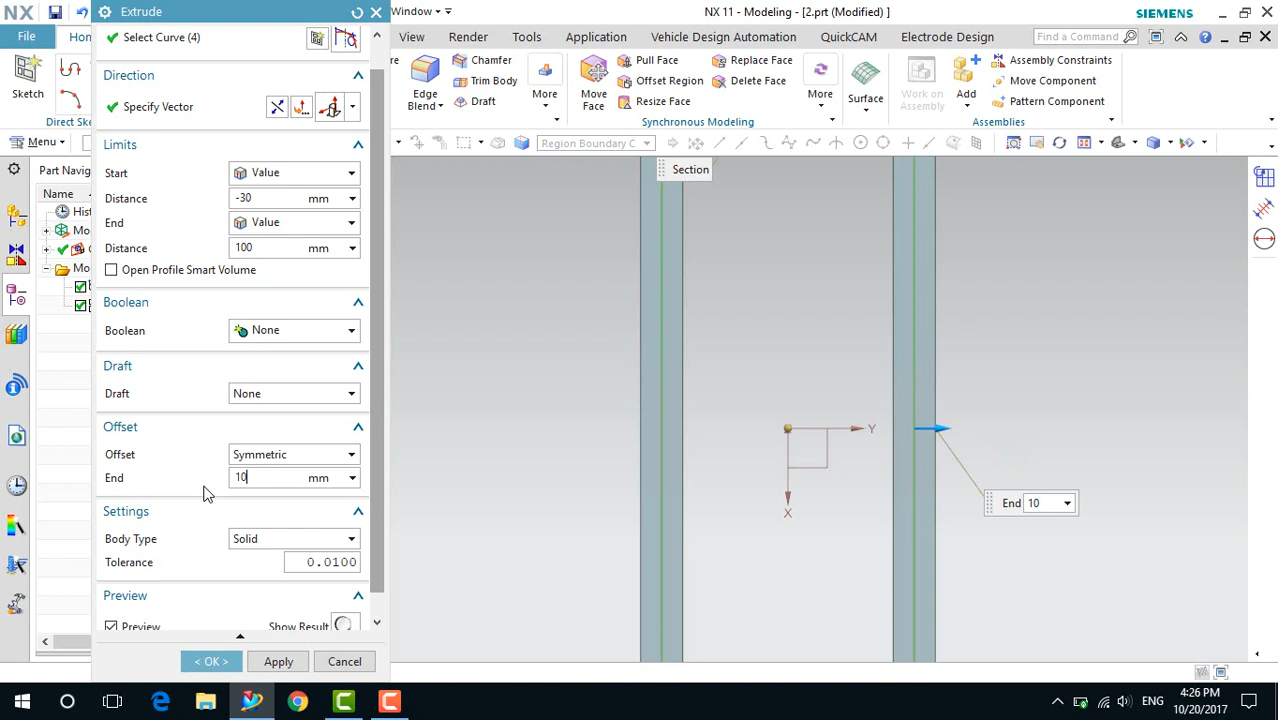 NX
Window
NX 11 - Modeling - [2.prt (Modified) ]
SIEMENS
Extrude
File
View
Render
Tools
Application
Vehicle Design Automation
QuickCAM
Electrode Design
Find a Command
Select Curve (4)
Direction
Specify Vector
Limits
Start
Value
Distance
-30
mm
End
Value
Distance
100
mm
Open Profile Smart Volume
Boolean
Boolean
None
Draft
Draft
None
Offset
Offset
Symmetric
End
10
mm
Settings
Body Type
Solid
Tolerance
0.0100
Preview
Preview
Show Result
< OK >
Apply
Cancel
Sketch
Direct Sk
Menu
Part Navig
Name
Edge
Blend
Chamfer
Trim Body
Draft
More
Move
Face
Pull Face
Offset Region
Resize Face
Replace Face
Delete Face
More
Synchronous Modeling
Surface
Work on
Assembly
Add
Assembly Constraints
Move Component
Pattern Component
Assemblies
Region Boundary C
Section
Y
X
End 10
ENG
4:26 PM
10/20/2017